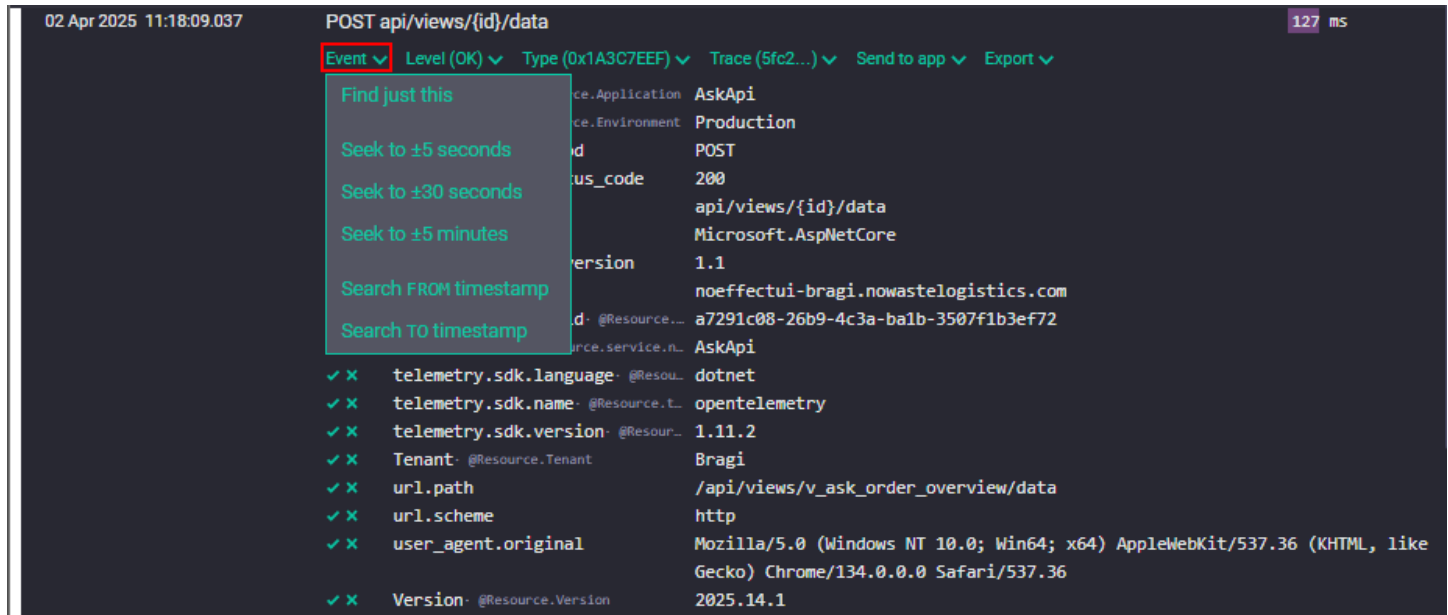 02 Apr 2025 11:18:09.037 POST api/views/{id}/data 127 ms
Event Level (OK) Type (0x1A3C7EEF) Trace (5fc2...) Send to app Export
Find just this ce.Application AskApi
ce.Environment Production
Seek to ±5 seconds od POST
Seek to ±30 seconds tus_code 200
api/views/{id}/data
Seek to ±5 minutes Microsoft.AspNetCore
ersion 1.1
Search FROM timestamp noeffectui-bragi.nowastelogistics.com
d· @Resource.… a7291c08-26b9-4c3a-ba1b-3507f1b3ef72
Search TO timestamp urce.service.n… AskApi
telemetry.sdk.language· @Resou… dotnet
telemetry.sdk.name· @Resource.t… opentelemetry
telemetry.sdk.version· @Resour… 1.11.2
Tenant· @Resource.Tenant Bragi
url.path /api/views/v_ask_order_overview/data
url.scheme http
user_agent.original Mozilla/5.0 (Windows NT 10.0; Win64; x64) AppleWebKit/537.36 (KHTML, like
Gecko) Chrome/134.0.0.0 Safari/537.36
Version· @Resource.Version 2025.14.1